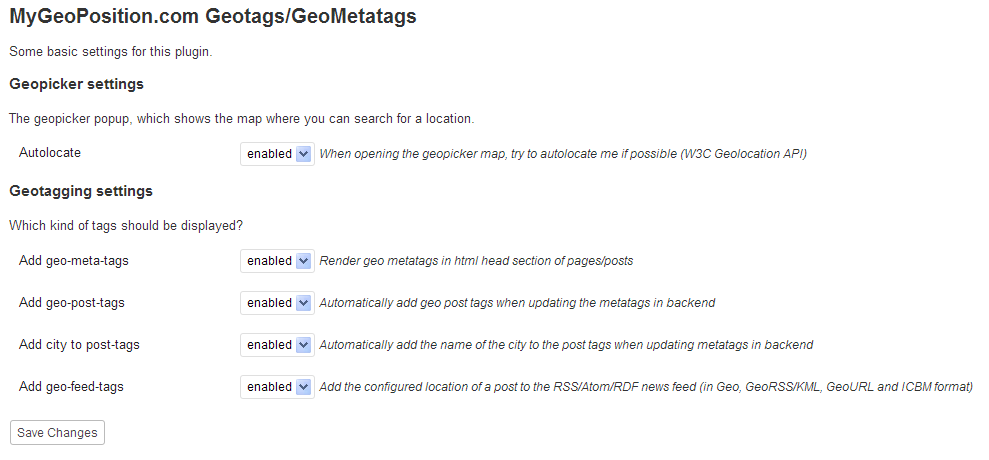 MyGeoPosition.com Geotags/GeoMetatags
Some basic settings for this plugin.
Geopicker settings
The geopicker popup, which shows the map where you can search for a location.
Autolocate enabled When opening the geopicker map, try to autolocate me if possible (W3C Geolocation API)
Geotagging settings
Which kind of tags should be displayed?
Add geo-meta-tags enabled Render geo metatags in html head section of pages/posts
Add geo-post-tags enabled Automatically add geo post tags when updating the metatags in backend
Add city to post-tags enabled Automatically add the name of the city to the post tags when updating metatags in backend
Add geo-feed-tags enabled Add the configured location of a post to the RSS/Atom/RDF news feed (in Geo, GeoRSS/KML, GeoURL and ICBM format)
Save Changes